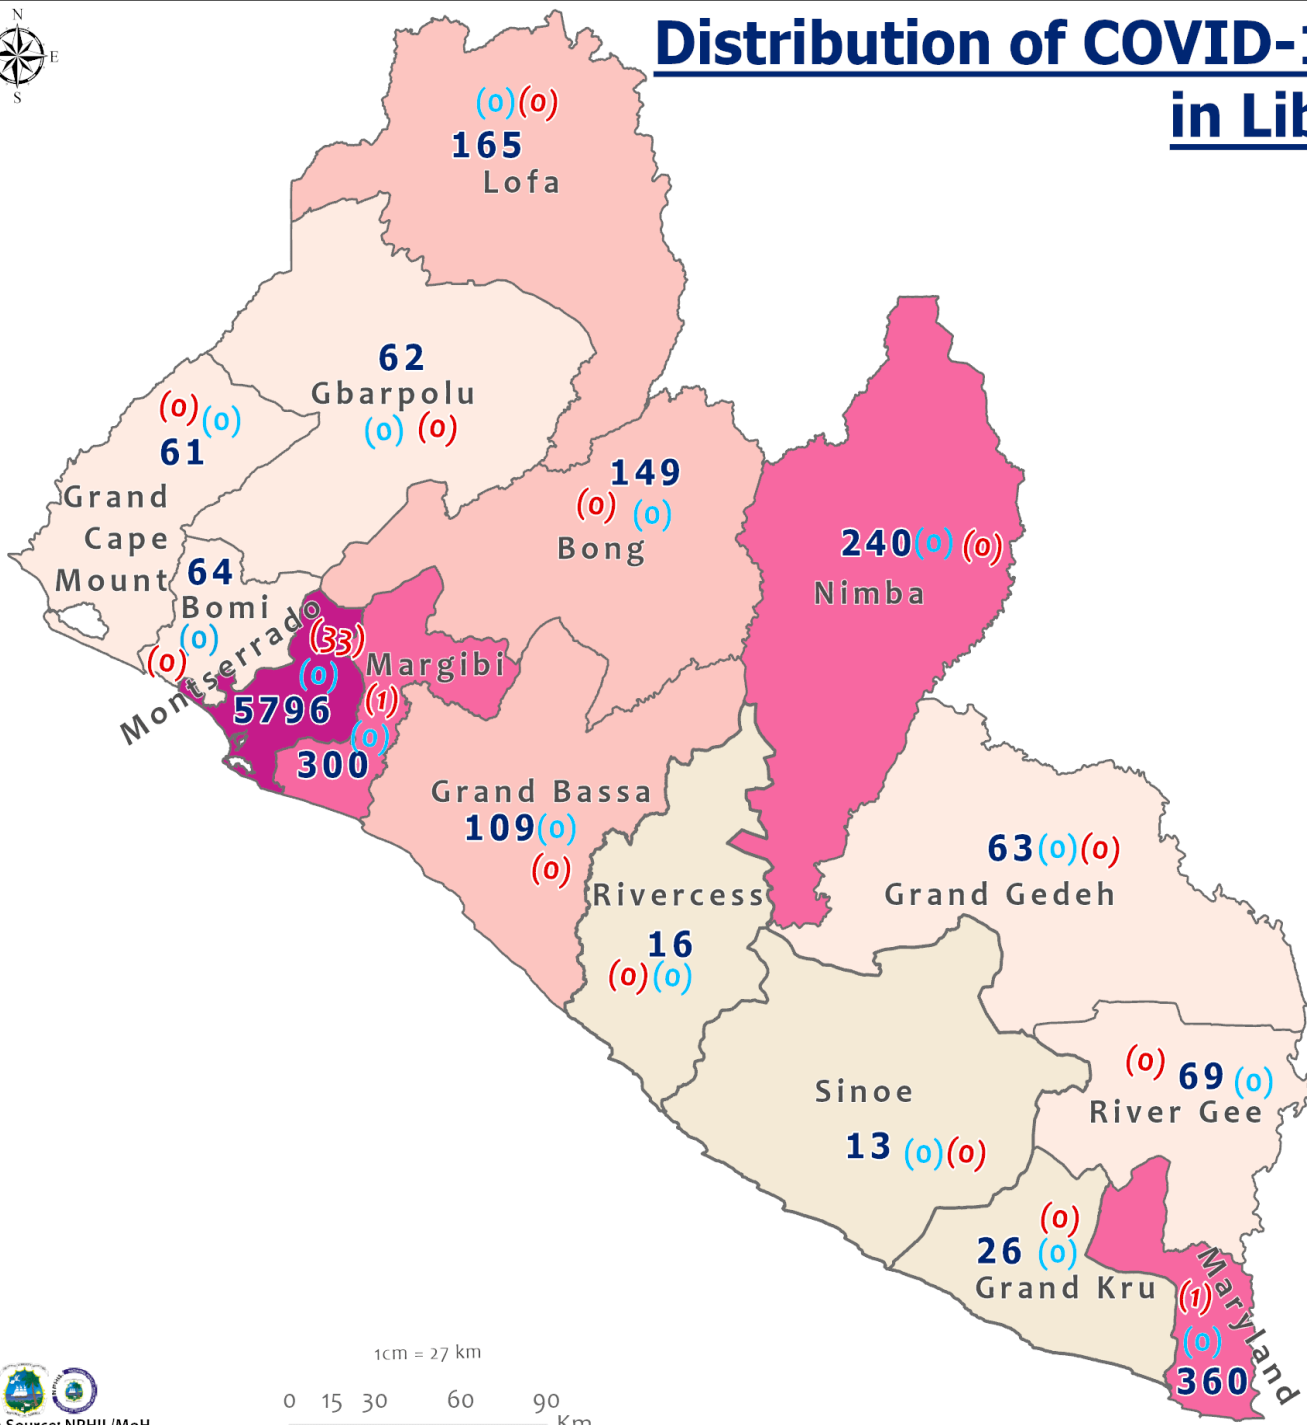 N
E
S
Distribution of COVID-1
in Lib
(0)(0)
165
Lofa
62
Gbarpolu
(0) (0)
(0)(0)
61
Grand
Cape
Mount
149
(0) (0)
Bong
240(0) (0)
Nimba
64
Bomi
(0)
(0)
Montserrado
(33)
(0)
5796
Margibi
(1)
(0)
300
Grand Bassa
109(0)
(0)
Rivercess
16
(0)(0)
63(0)(0)
Grand Gedeh
Sinoe
13 (0)(0)
(0) 69 (0)
River Gee
(0)
26 (0)
Grand Kru
Maryland
(1)
(0)
360
1cm = 27 km
0 15 30 60 90
Km
Source: NPHIL/MoH